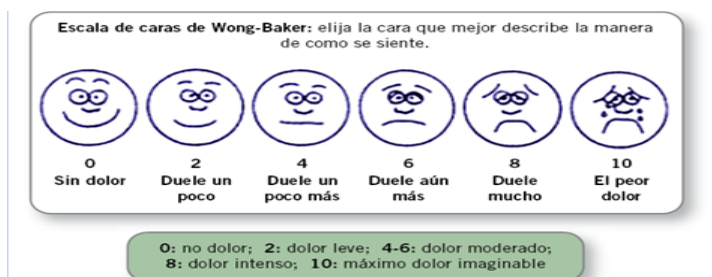 Escala de caras de Wong-Baker: elija la cara que mejor describe la manera
de como se siente.
0 2 4 6 8 10
Sin dolor Duele un Duele un Duele aún Duele El peor
poco poco más más mucho dolor
0: no dolor; 2: dolor leve; 4-6: dolor moderado;
8: dolor intenso; 10: máximo dolor imaginable